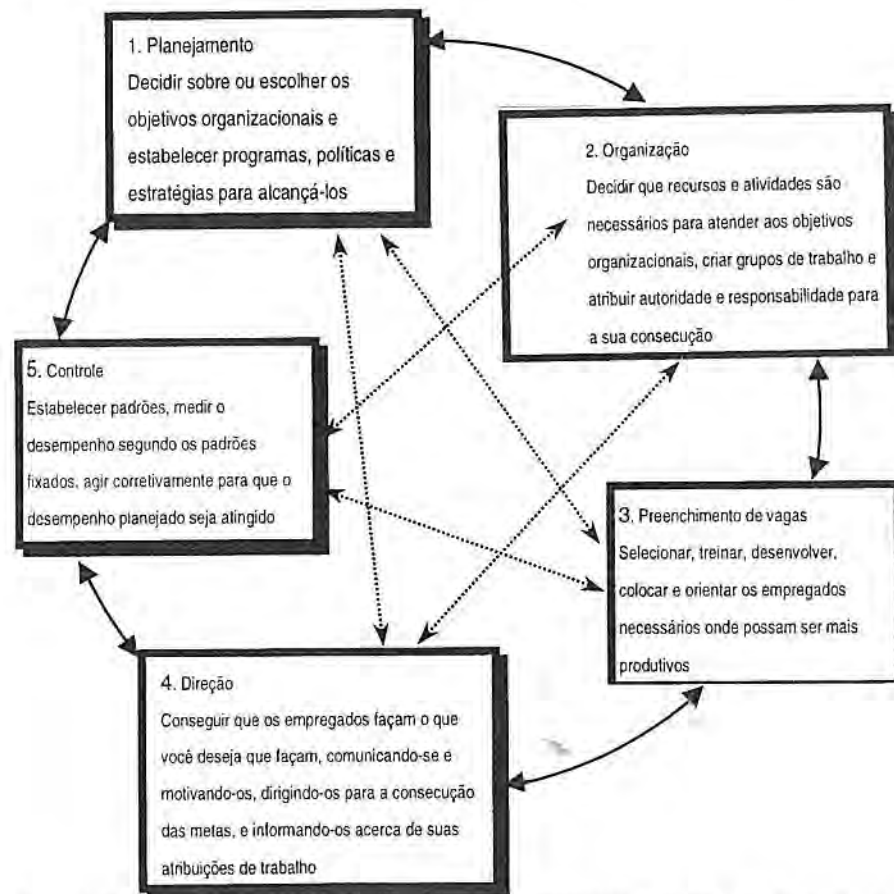 1. Planejamento
Decidir sobre ou escolher os
objetivos organizacionais e
estabelecer programas, políticas e
estratégias para alcançá-los
2. Organização
Decidir que recursos e atividades são
necessários para atender aos objetivos
organizacionais, criar grupos de trabalho e
atribuir autoridade e responsabilidade para
a sua consecução
3. Preenchimento de vagas
Selecionar, treinar, desenvolver,
colocar e orientar os empregados
necessários onde possam ser mais
produtivos
4. Direção
Conseguir que os empregados façam o que
você deseja que façam, comunicando-se e
motivando-os, dirigindo-os para a consecução
das metas, e informando-os acerca de suas
atribuições de trabalho
5. Controle
Estabelecer padrões, medir o
desempenho segundo os padrões
fixados, agir corretivamente para que o
desempenho planejado seja atingido